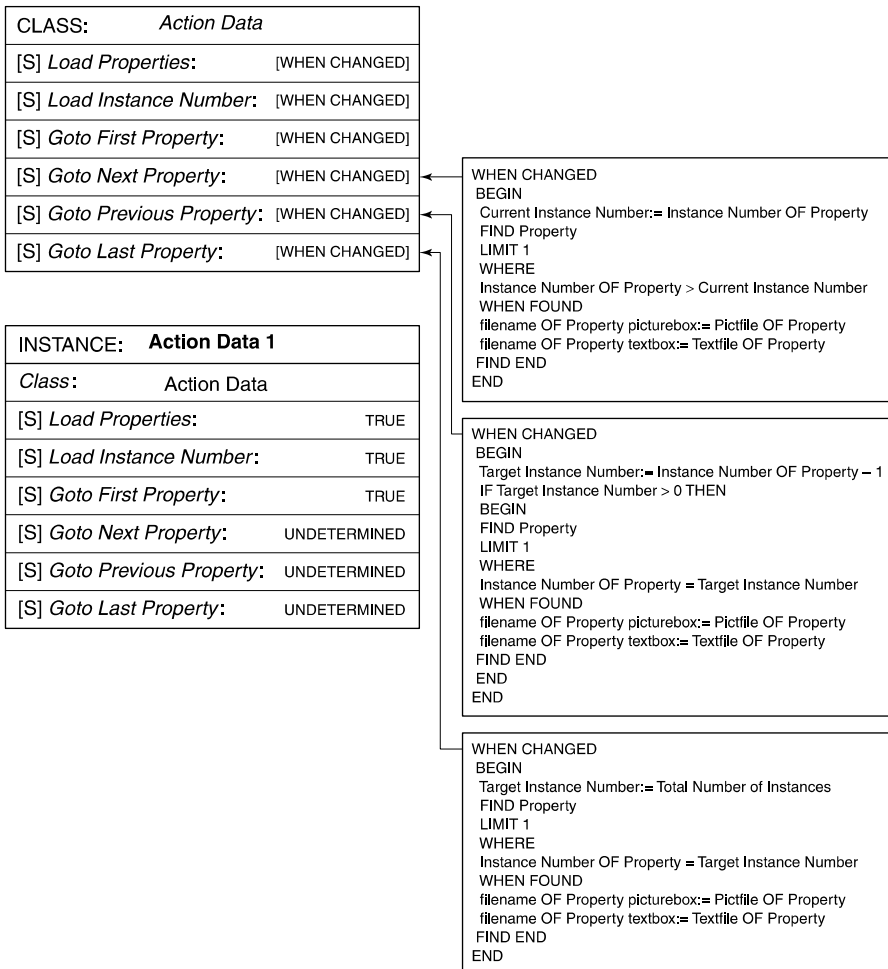 CLASS: Action Data
[S] Load Properties: [WHEN CHANGED]
[S] Load Instance Number: [WHEN CHANGED]
[S] Goto First Property: [WHEN CHANGED]
[S] Goto Next Property: [WHEN CHANGED]
[S] Goto Previous Property: [WHEN CHANGED]
[S] Goto Last Property: [WHEN CHANGED]
INSTANCE: Action Data 1
Class: Action Data
[S] Load Properties: TRUE
[S] Load Instance Number: TRUE
[S] Goto First Property: TRUE
[S] Goto Next Property: UNDETERMINED
[S] Goto Previous Property: UNDETERMINED
[S] Goto Last Property: UNDETERMINED
WHEN CHANGED
BEGIN
Current Instance Number:= Instance Number OF Property
FIND Property
LIMIT 1
WHERE
Instance Number OF Property > Current Instance Number
WHEN FOUND
filename OF Property picturebox:= Pictfile OF Property
filename OF Property textbox:= Textfile OF Property
FIND END
END
WHEN CHANGED
BEGIN
Target Instance Number:= Instance Number OF Property – 1
IF Target Instance Number > 0 THEN
BEGIN
FIND Property
LIMIT 1
WHERE
Instance Number OF Property = Target Instance Number
WHEN FOUND
filename OF Property picturebox:= Pictfile OF Property
filename OF Property textbox:= Textfile OF Property
FIND END
END
END
WHEN CHANGED
BEGIN
Target Instance Number:= Total Number of Instances
FIND Property
LIMIT 1
WHERE
Instance Number OF Property = Target Instance Number
WHEN FOUND
filename OF Property picturebox:= Pictfile OF Property
filename OF Property textbox:= Textfile OF Property
FIND END
END